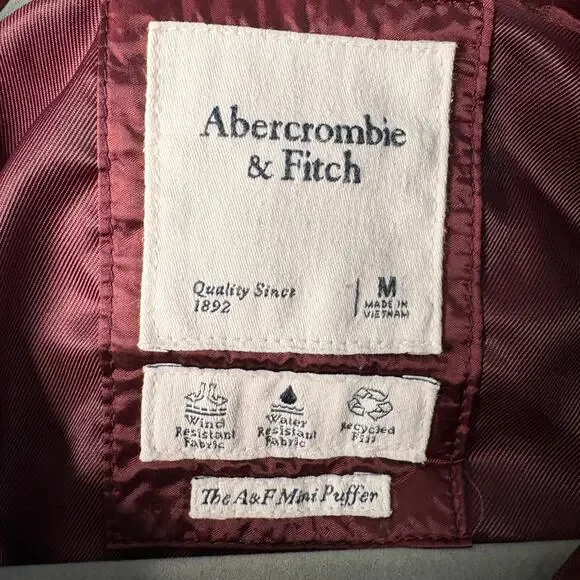 Abercrombie
& Fitch
Quality Since
1892
M
MADE IN
VIETNAM
Wind
Resistant
Fabric
Water
Resistant
Fabric
Recycled
Fill
The A&F Mini Puffer